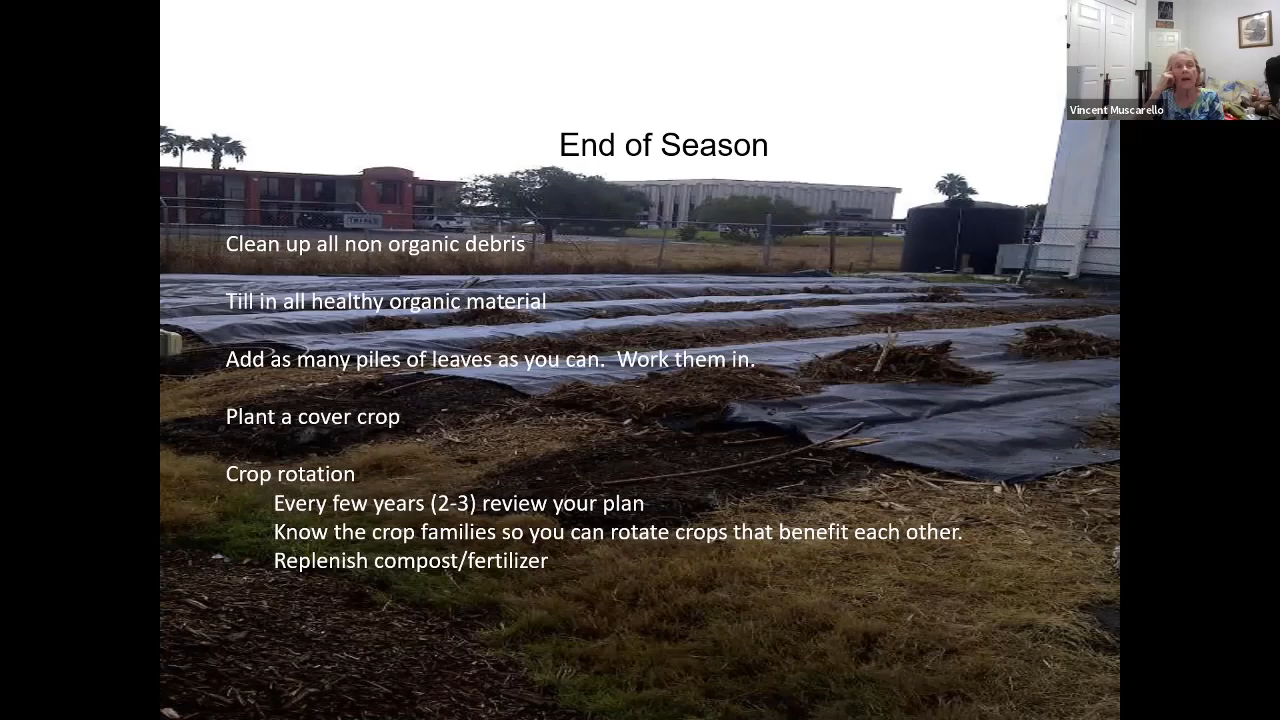 Vincent Muscarello
End of Season
Clean up all non organic debris
Till in all healthy organic material
Add as many piles of leaves as you can.  Work them in.
Plant a cover crop
Crop rotation
Every few years (2-3) review your plan
Know the crop families so you can rotate crops that benefit each other.
Replenish compost/fertilizer